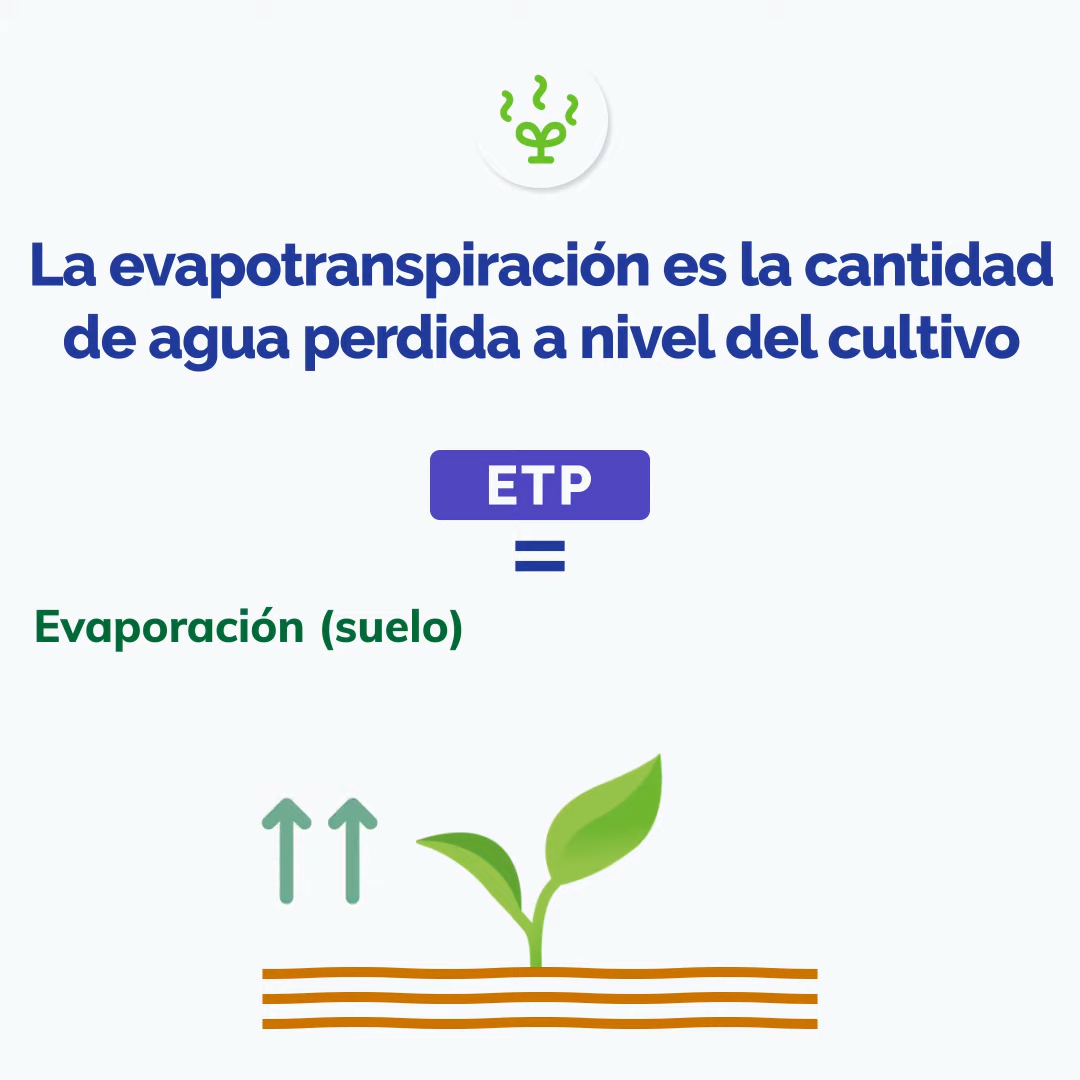 La evapotranspiración es la cantidad
de agua perdida a nivel del cultivo
ETP
=
Evaporación (suelo)